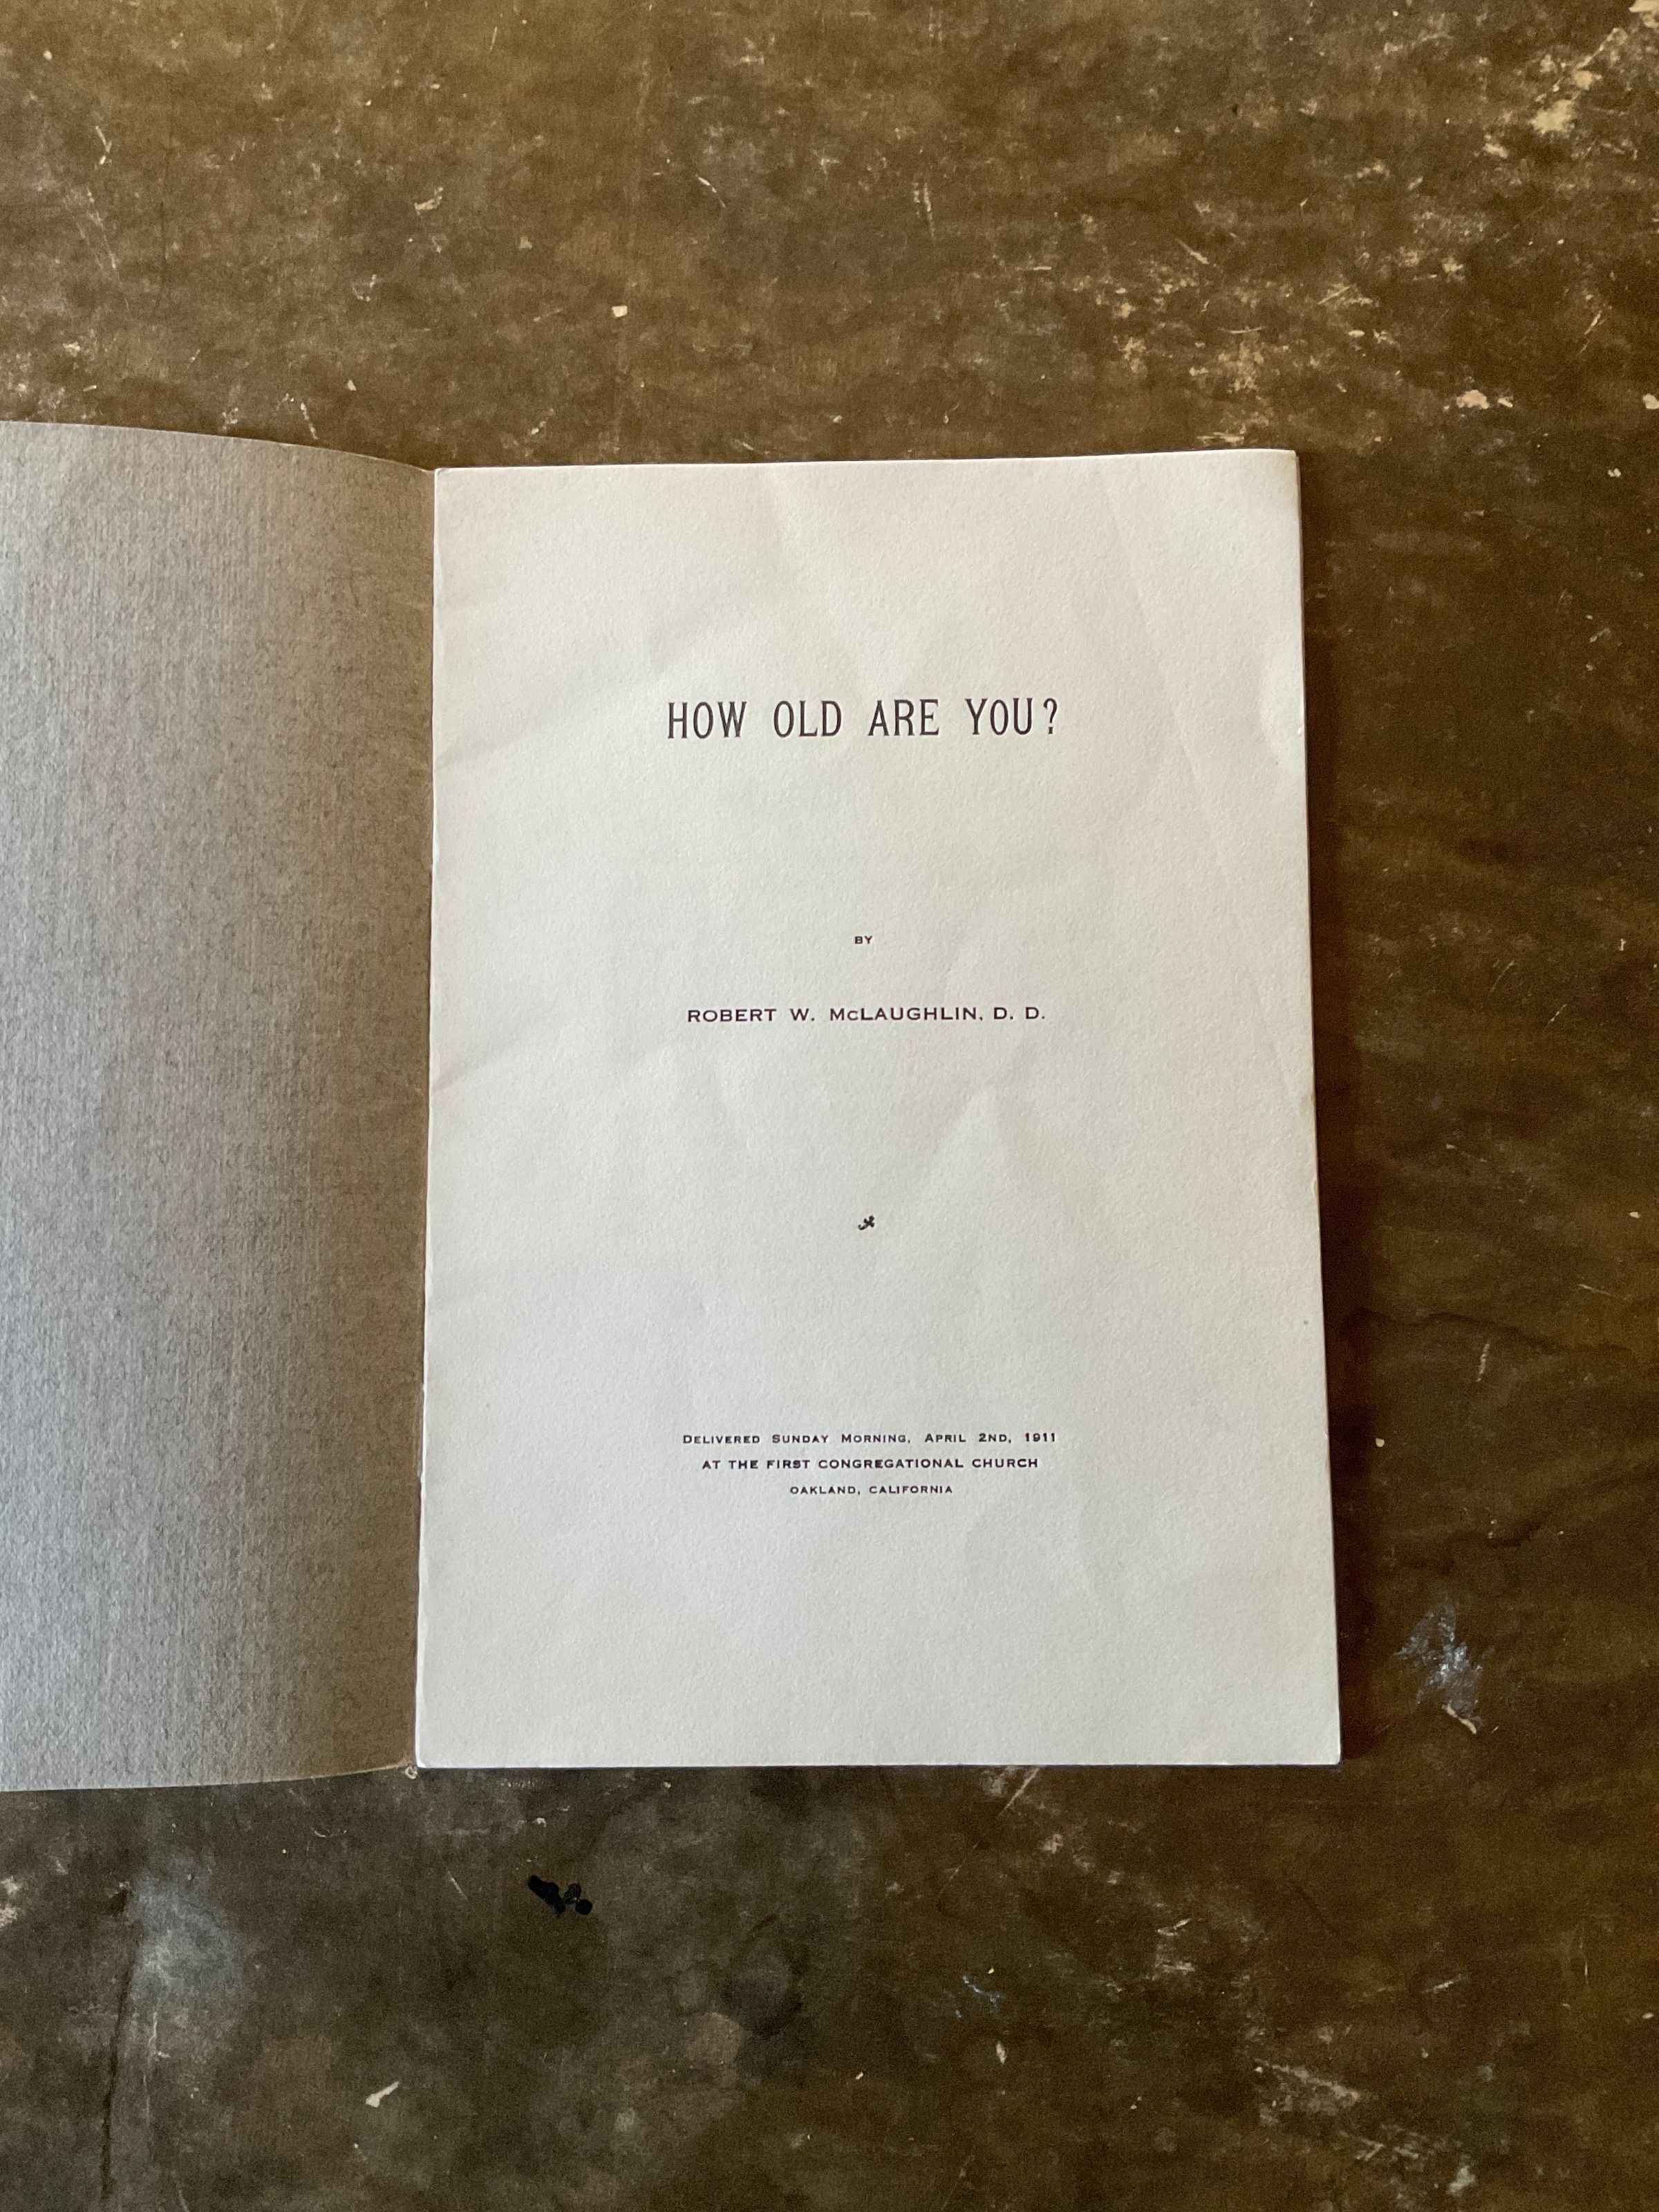 HOW OLD ARE YOU?
BY
ROBERT W. McLAUGHLIN, D. D.
DELIVERED SUNDAY MORNING, APRIL 2ND, 1911
AT THE FIRST CONGREGATIONAL CHURCH
OAKLAND, CALIFORNIA